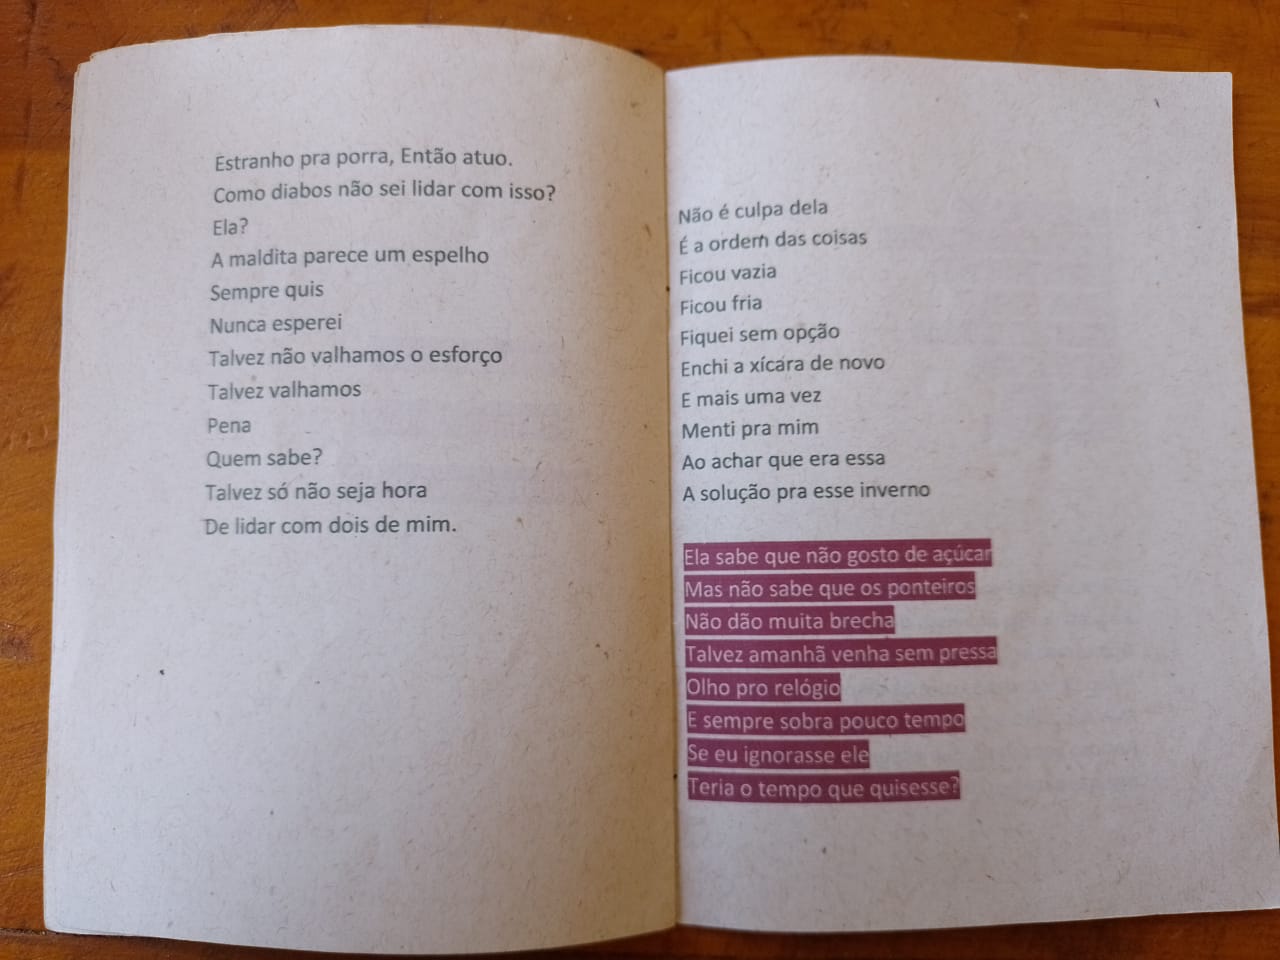 Estranho pra porra, Então atuo.
Como diabos não sei lidar com isso?
Ela?
A maldita parece um espelho
Sempre quis
Nunca esperei
Talvez não valhamos o esforço
Talvez valhamos
Pena
Quem sabe?
Talvez só não seja hora
De lidar com dois de mim.
Não é culpa dela
É a ordem das coisas
Ficou vazia
Ficou fria
Fiquei sem opção
Enchi a xícara de novo
E mais uma vez
Menti pra mim
Ao achar que era essa
A solução pra esse inverno
Ela sabe que não gosto de açúcar
Mas não sabe que os ponteiros
Não dão muita brecha
Talvez amanhã venha sem pressa
Olho pro relógio
E sempre sobra pouco tempo
Se eu ignorasse ele
Teria o tempo que quisesse?